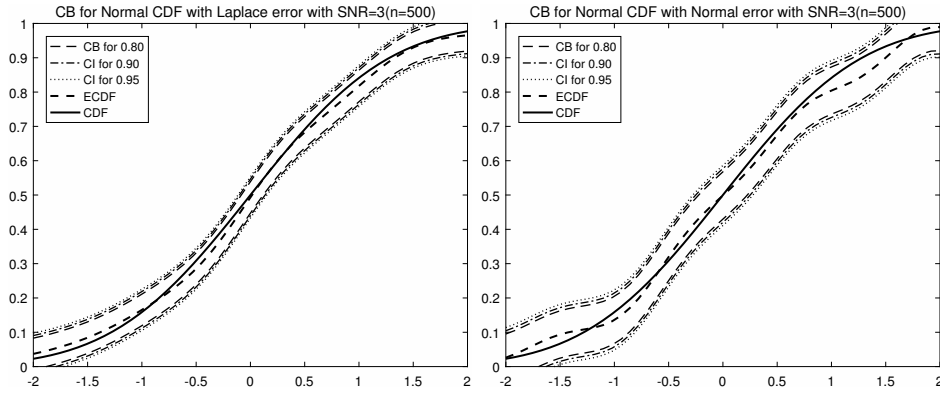 CB for Normal CDF with Laplace error with SNR=3(n=500)
1
0.9
0.8
0.7
0.6
0.5
0.4
0.3
0.2
0.1
0
-2 -1.5 -1 -0.5 0 0.5 1 1.5 2
CB for 0.80
CI for 0.90
CI for 0.95
ECDF
CDF
CB for Normal CDF with Normal error with SNR=3(n=500)
1
0.9
0.8
0.7
0.6
0.5
0.4
0.3
0.2
0.1
0
-2 -1.5 -1 -0.5 0 0.5 1 1.5 2
CB for 0.80
CI for 0.90
CI for 0.95
ECDF
CDF